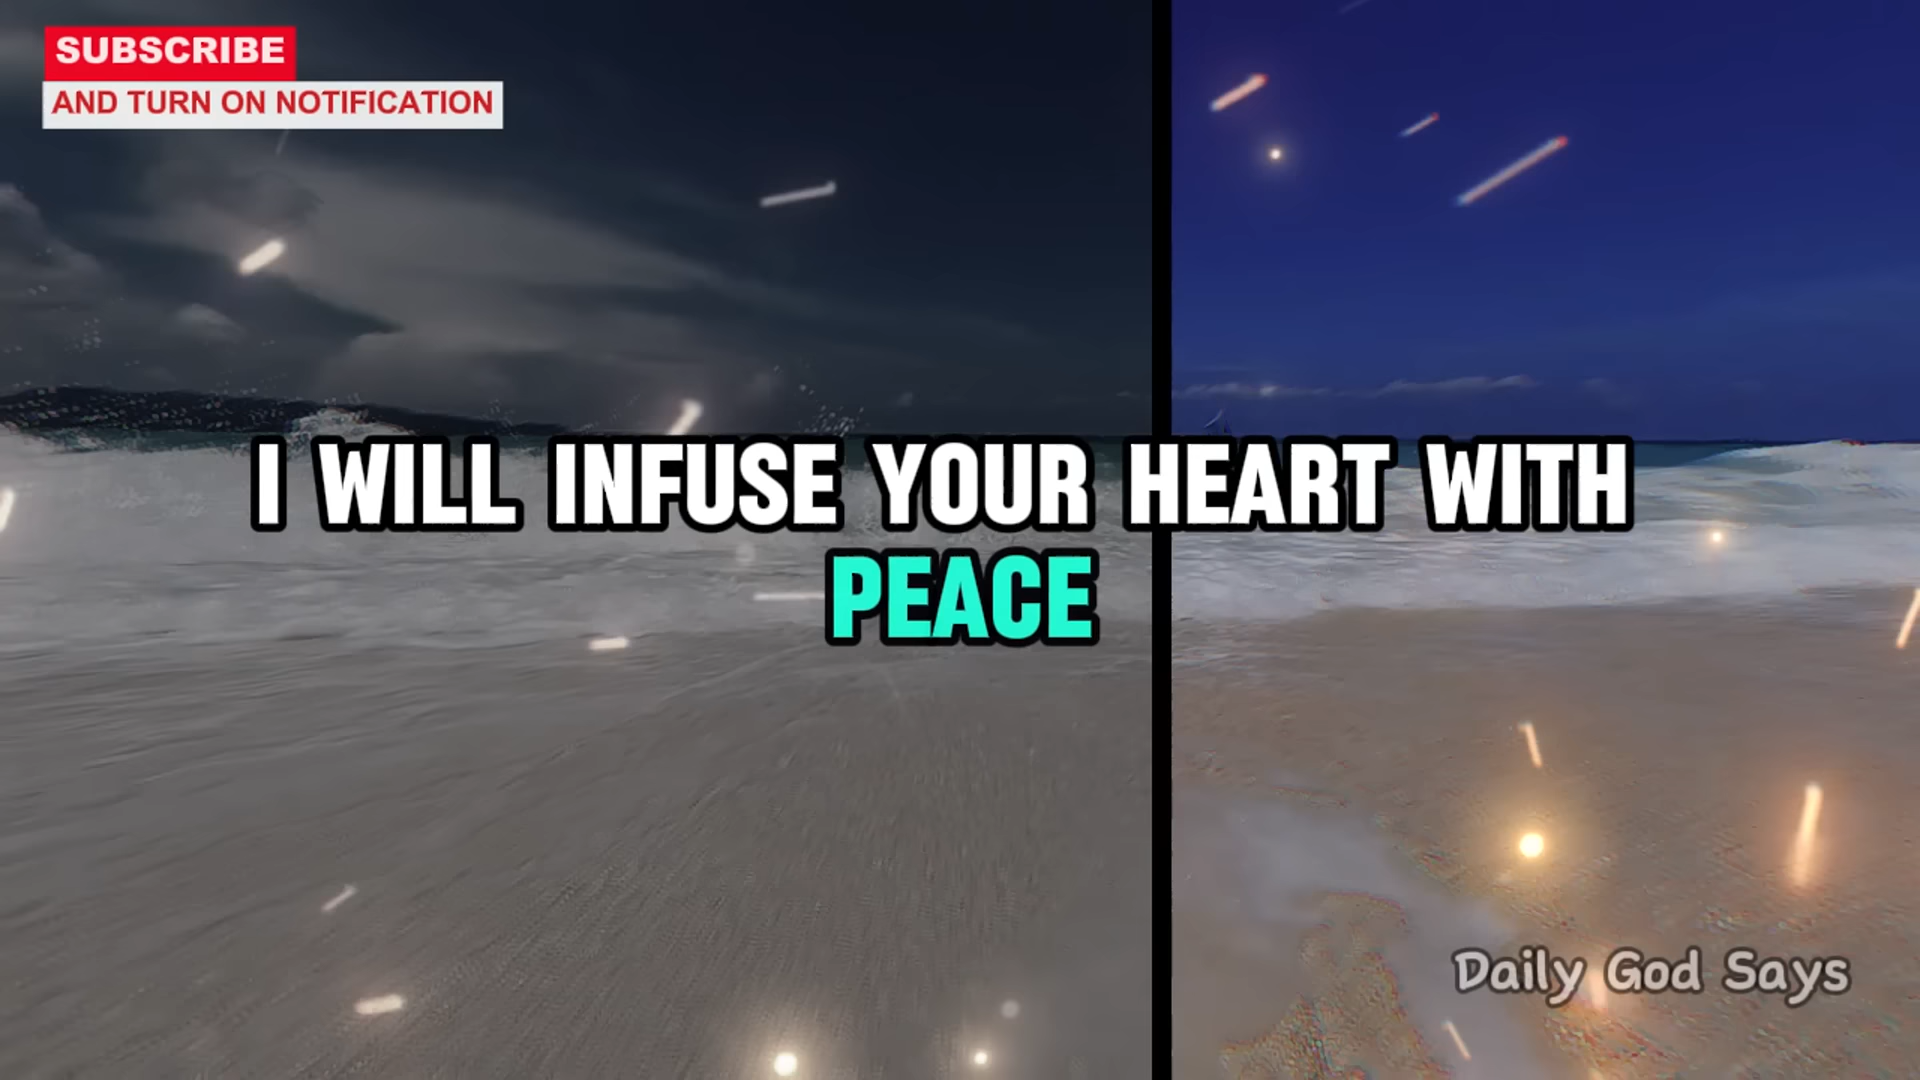 SUBSCRIBE
AND TURN ON NOTIFICATION
I WILL INFUSE YOUR HEART WITH
PEACE
Daily God Says